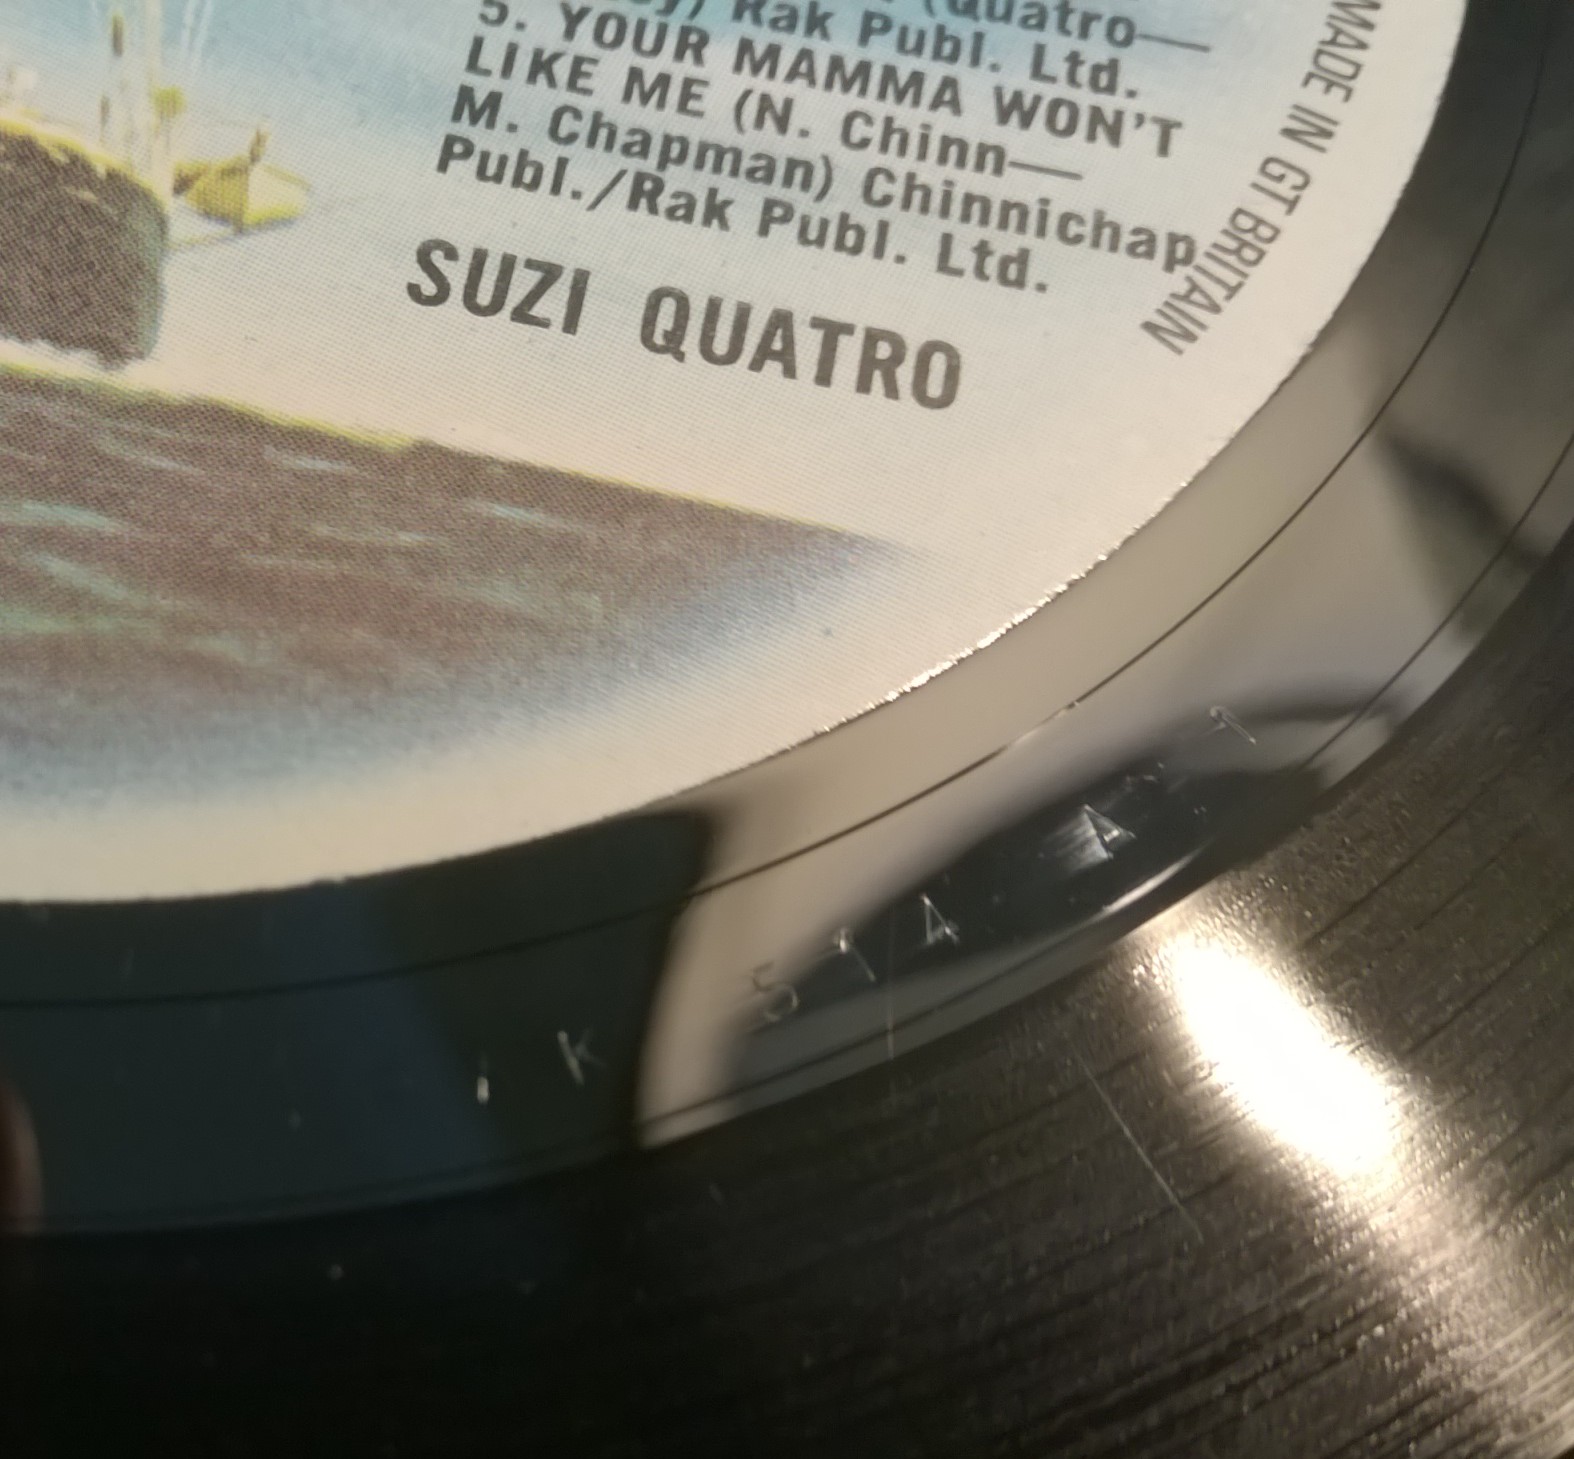 (Quatro—
Rak Publ. Ltd.
5. YOUR MAMMA WON'T
LIKE ME (N. Chinn—
M. Chapman) Chinnichap
Publ./Rak Publ. Ltd.
SUZI QUATRO
MADE IN GT BRITAIN